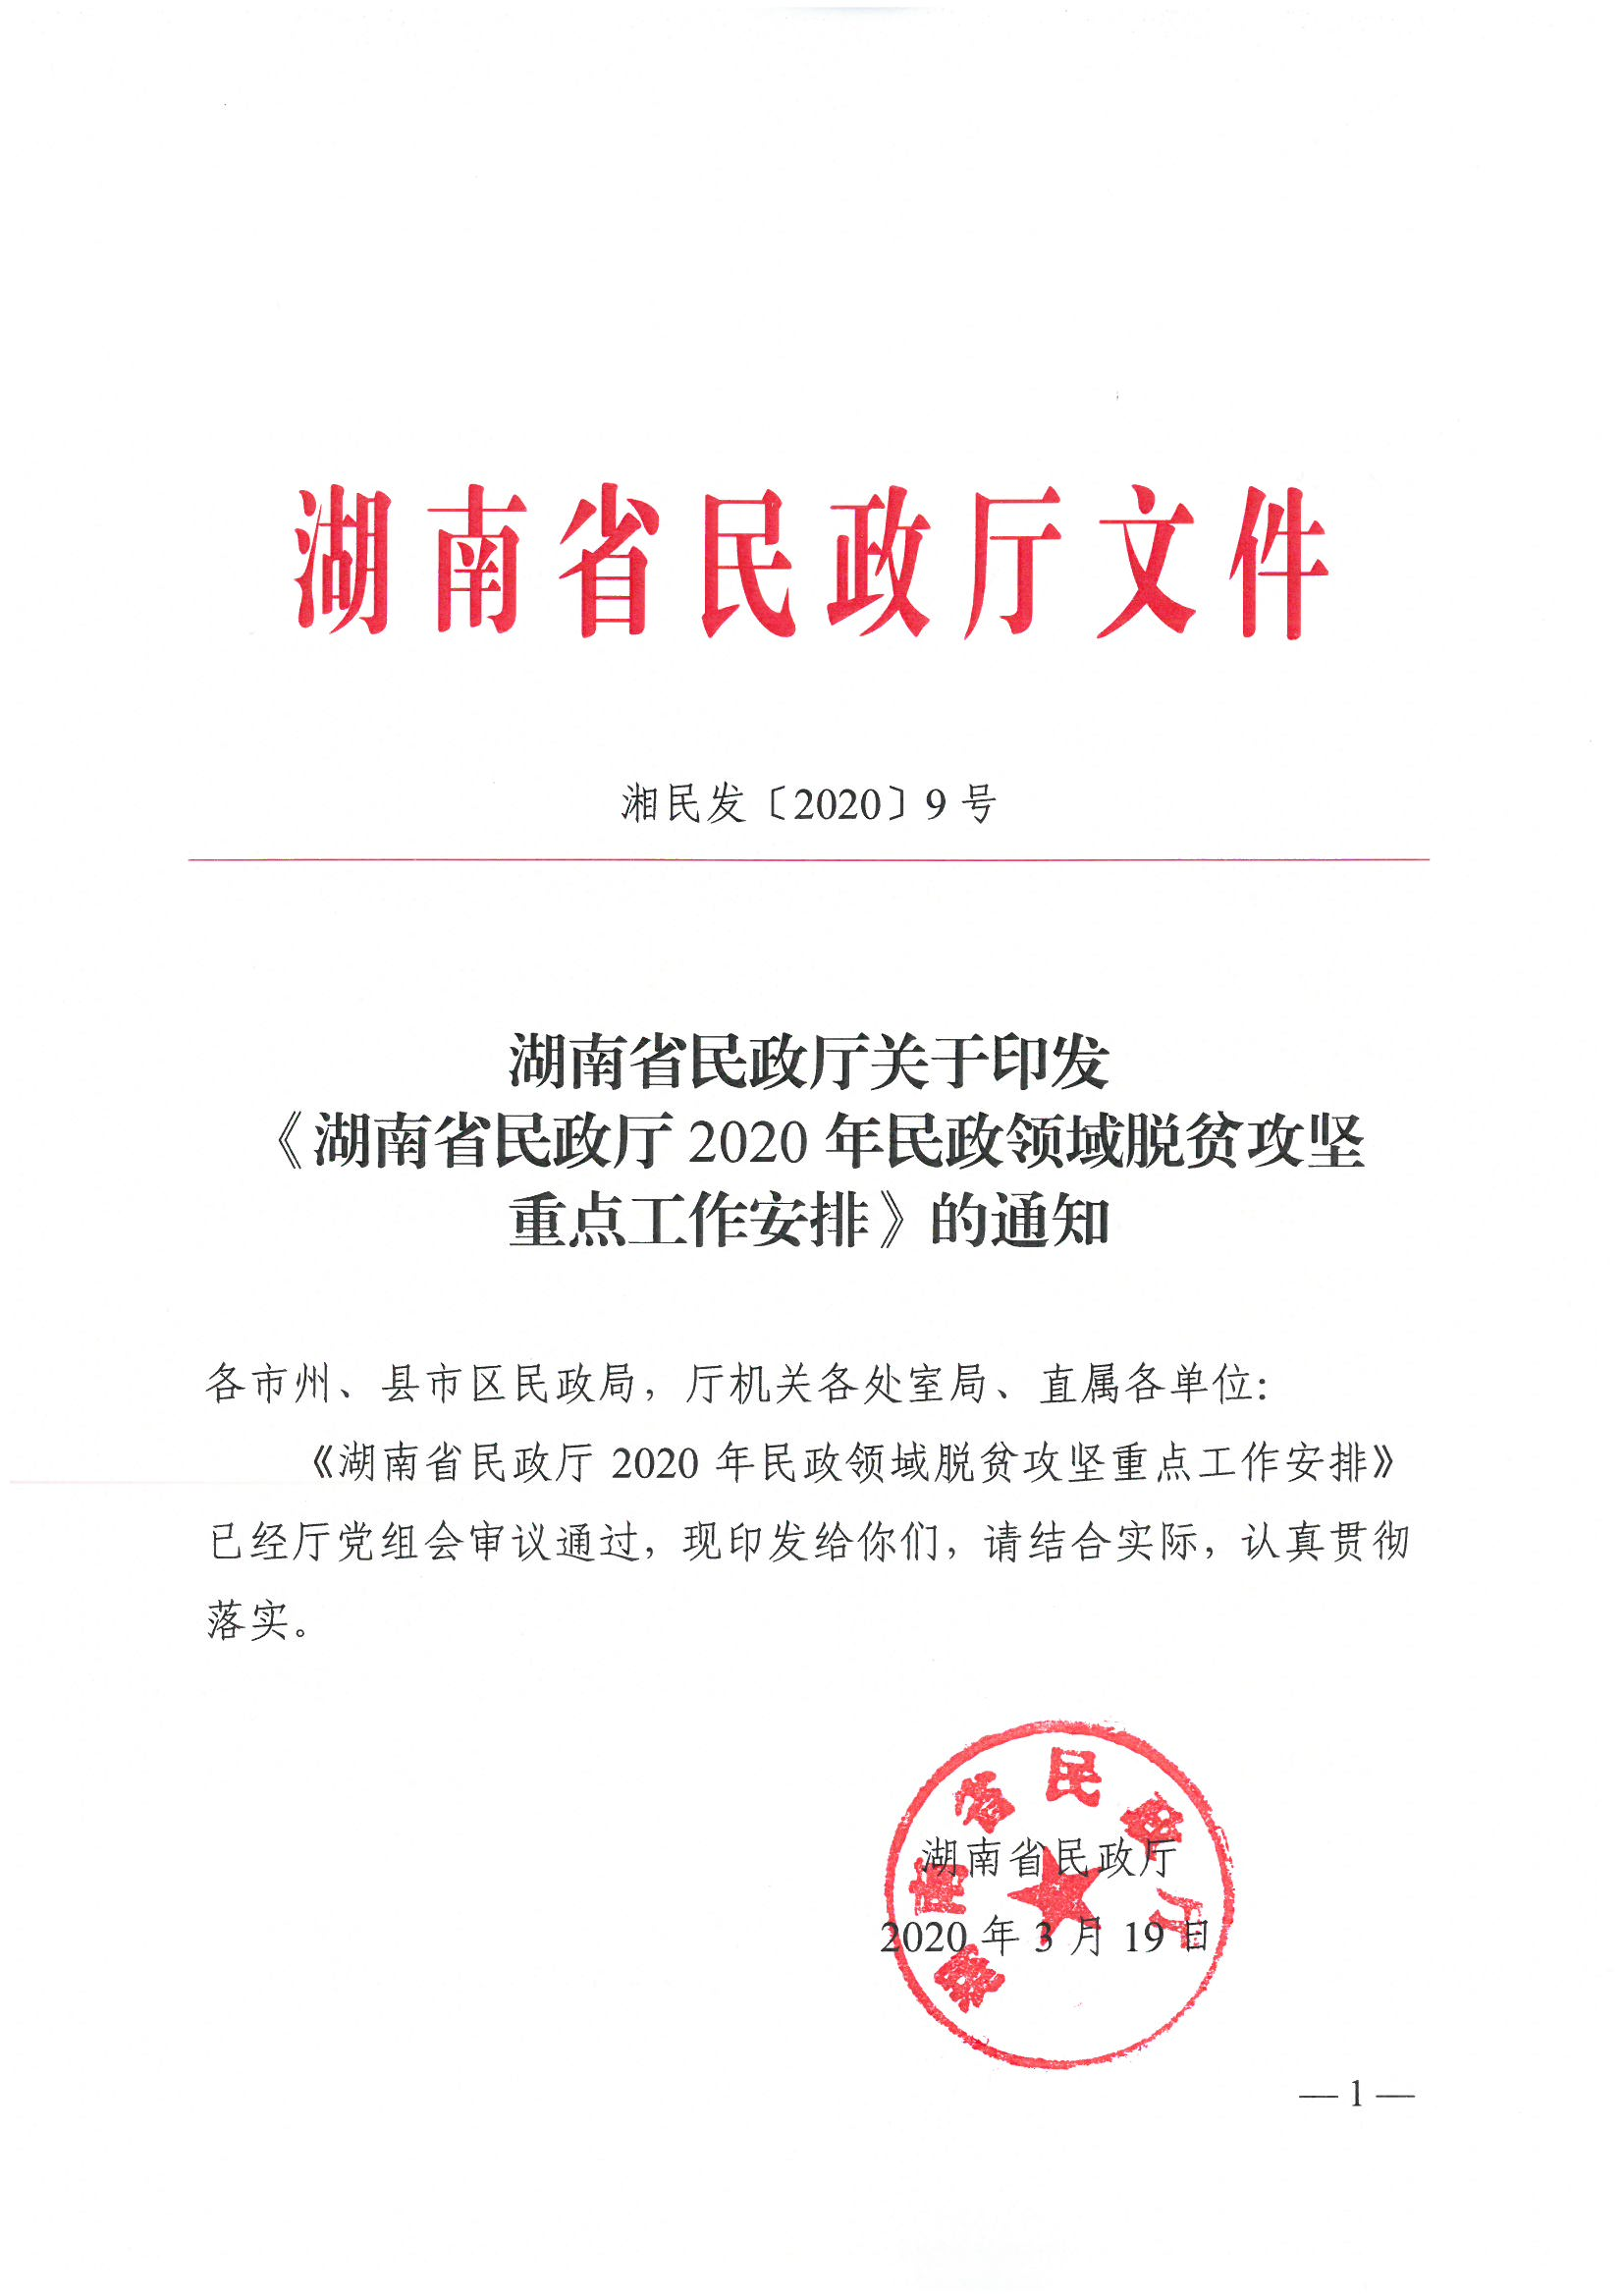 湖南省民政厅文件
湘民发〔2020〕9号
湖南省民政厅关于印发
《湖南省民政厅2020年民政领域脱贫攻坚
重点工作安排》的通知
各市州、县市区民政局，厅机关各处室局、直属各单位：
《湖南省民政厅2020年民政领域脱贫攻坚重点工作安排》
已经厅党组会审议通过，现印发给你们，请结合实际，认真贯彻
落实。
湖南省民政厅
湖南省民政厅
2020年3月19日
—1—